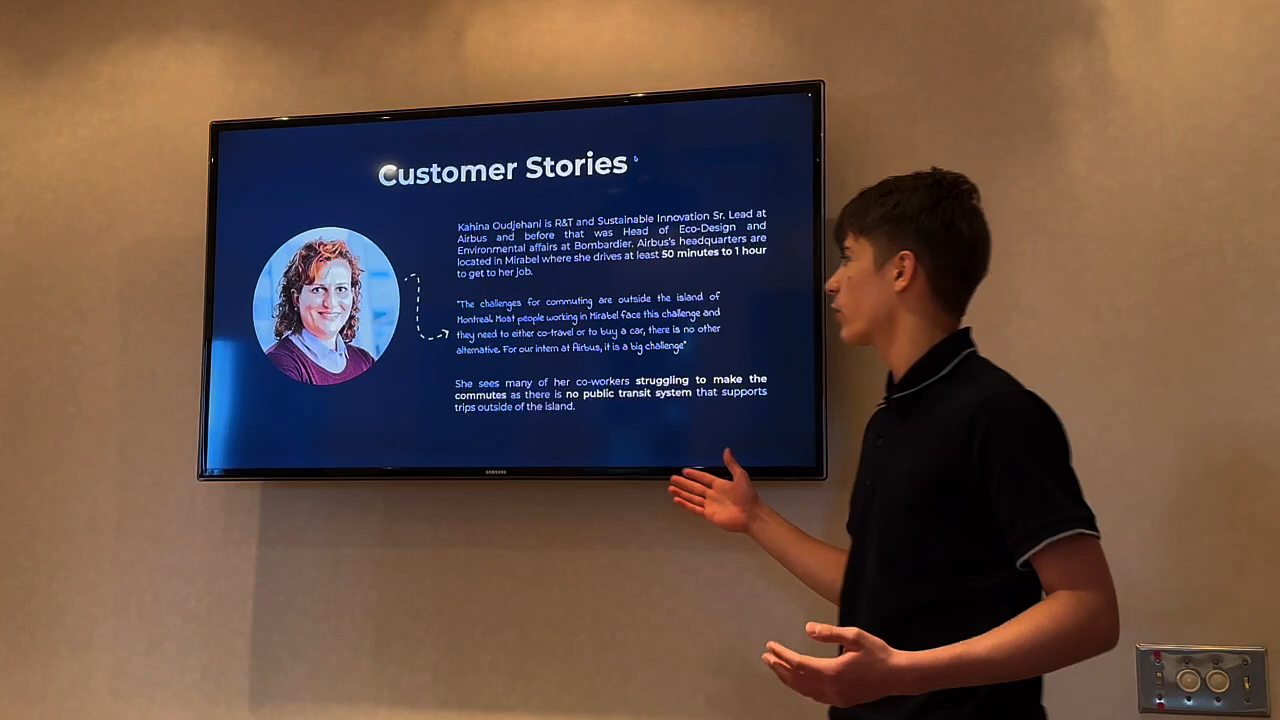 Customer Stories
Kahina Oudjehani is R&T and Sustainable Innovation Sr. Lead at
Airbus and before that was Head of Eco-Design and
Environmental affairs at Bombardier. Airbus's headquarters are
located in Mirabel where she drives at least 50 minutes to 1 hour
to get to her job.
"The challenges for commuting are outside the island of
Montreal. Most people working in Mirabel face this challenge and
they need to either co-travel or to buy a car, there is no other
alternative. For our intern at Airbus, it is a big challenge"
She sees many of her co-workers struggling to make the
commutes as there is no public transit system that supports
trips outside of the island.
SAMSUNG